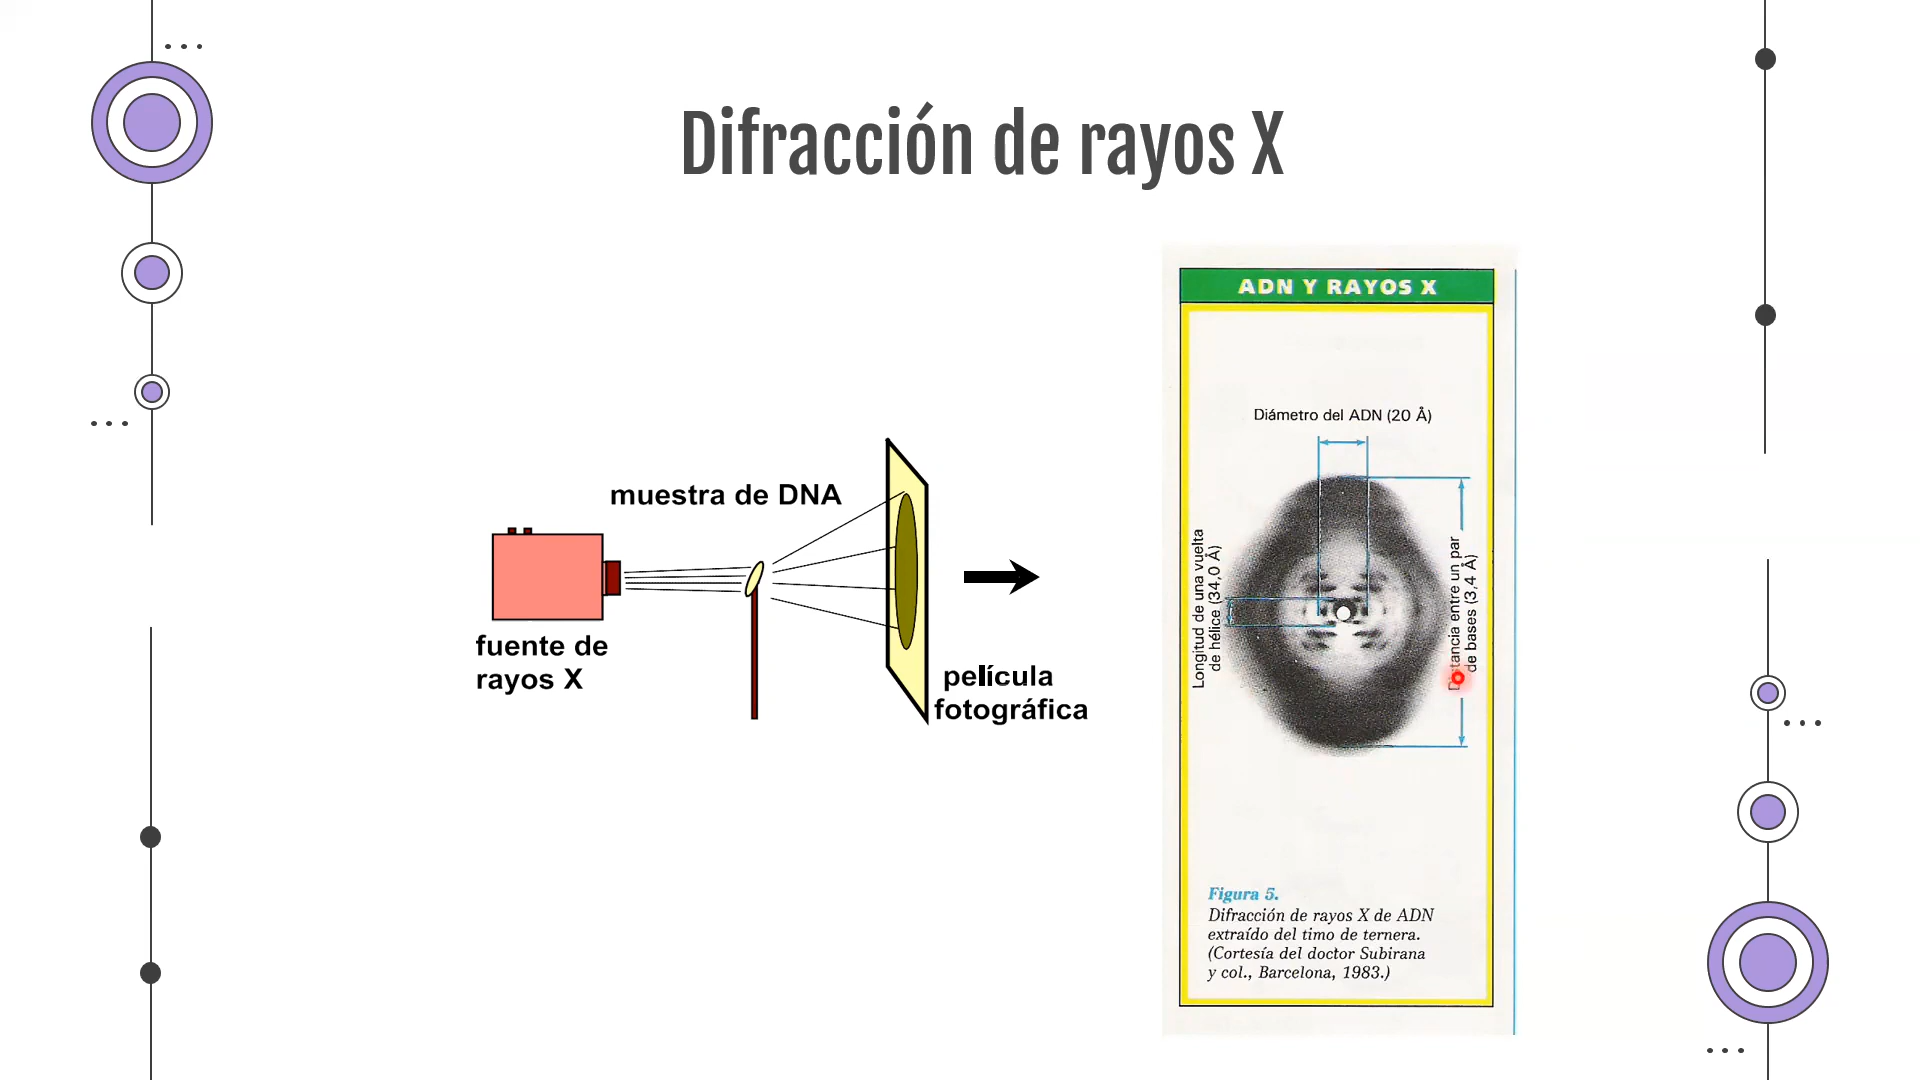 Difracción de rayos X
muestra de DNA
fuente de
rayos X
película
fotográfica
ADN Y RAYOS X
Diámetro del ADN (20 Å)
Longitud de una vuelta
de hélice (34,0 Å)
Distancia entre un par
de bases (3,4 Å)
Figura 5.
Difracción de rayos X de ADN
extraído del timo de ternera.
(Cortesía del doctor Subirana
y col., Barcelona, 1983.)